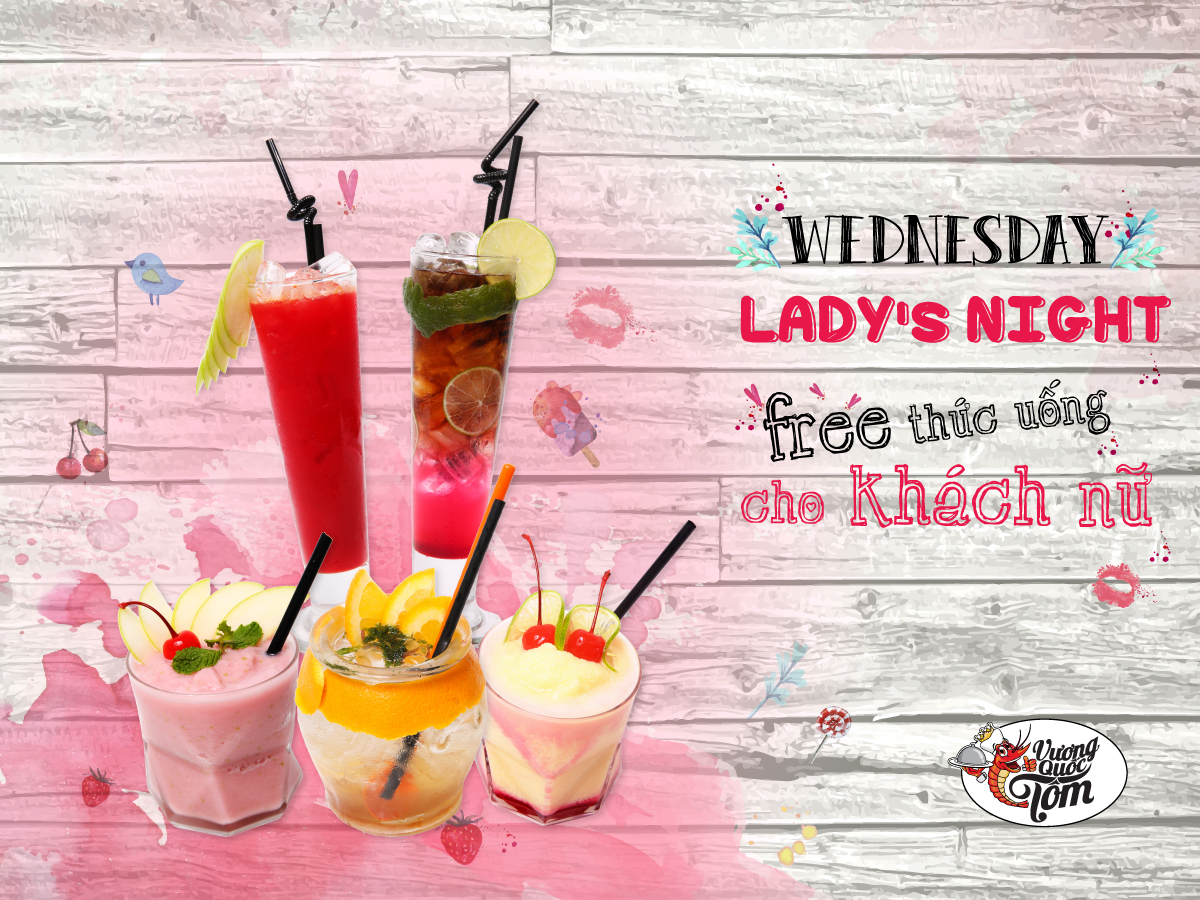 WEDNESDAY
LADY'S NIGHT
free thức uống
cho khách nữ
Vương
Quốc
Tôm